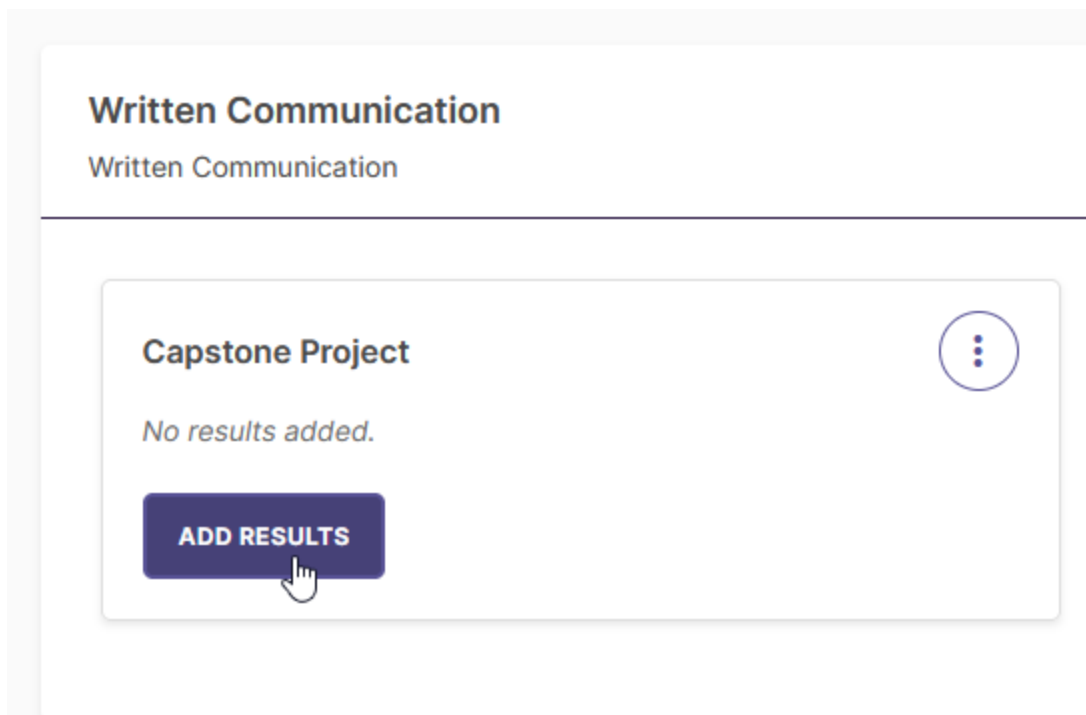 Written Communication
Written Communication
Capstone Project
No results added.
ADD RESULTS